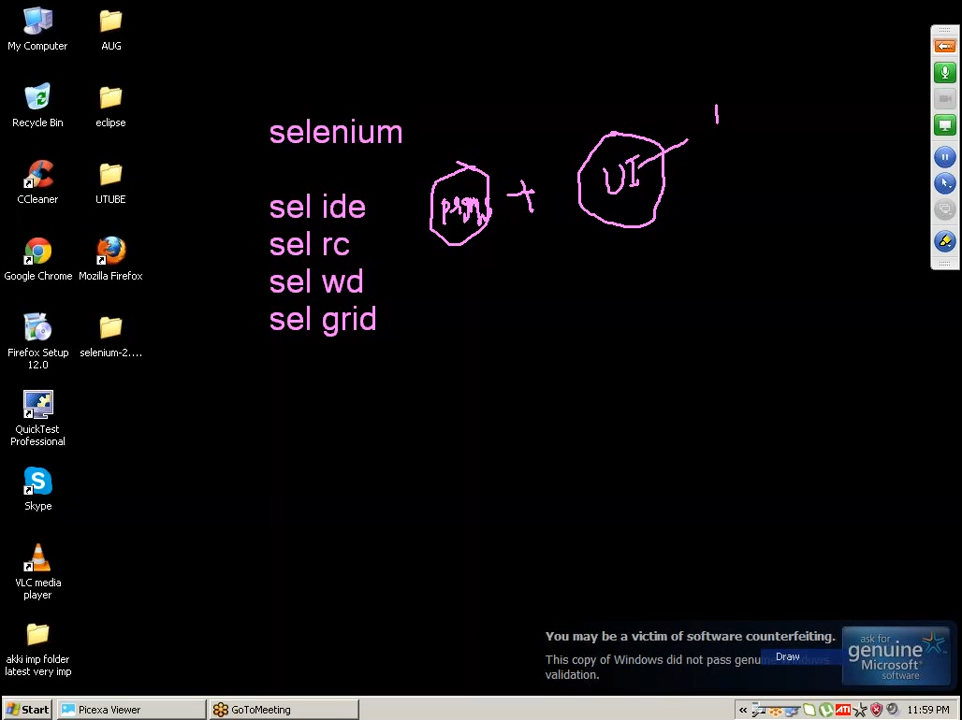 My Computer
AUG
Recycle Bin
eclipse
CCleaner
UTUBE
Google Chrome
Mozilla Firefox
Firefox Setup
12.0
selenium-2....
QuickTest
Professional
Skype
VLC media
player
akki imp folder
latest very imp
selenium
sel ide
sel rc
sel wd
sel grid
+
UI
You may be a victim of software counterfeiting.
This copy of Windows did not pass
validation.
Draw
ask for
genuine
Microsoft
software
Start
Picexa Viewer
GoToMeeting
«
ATI
11:59 PM